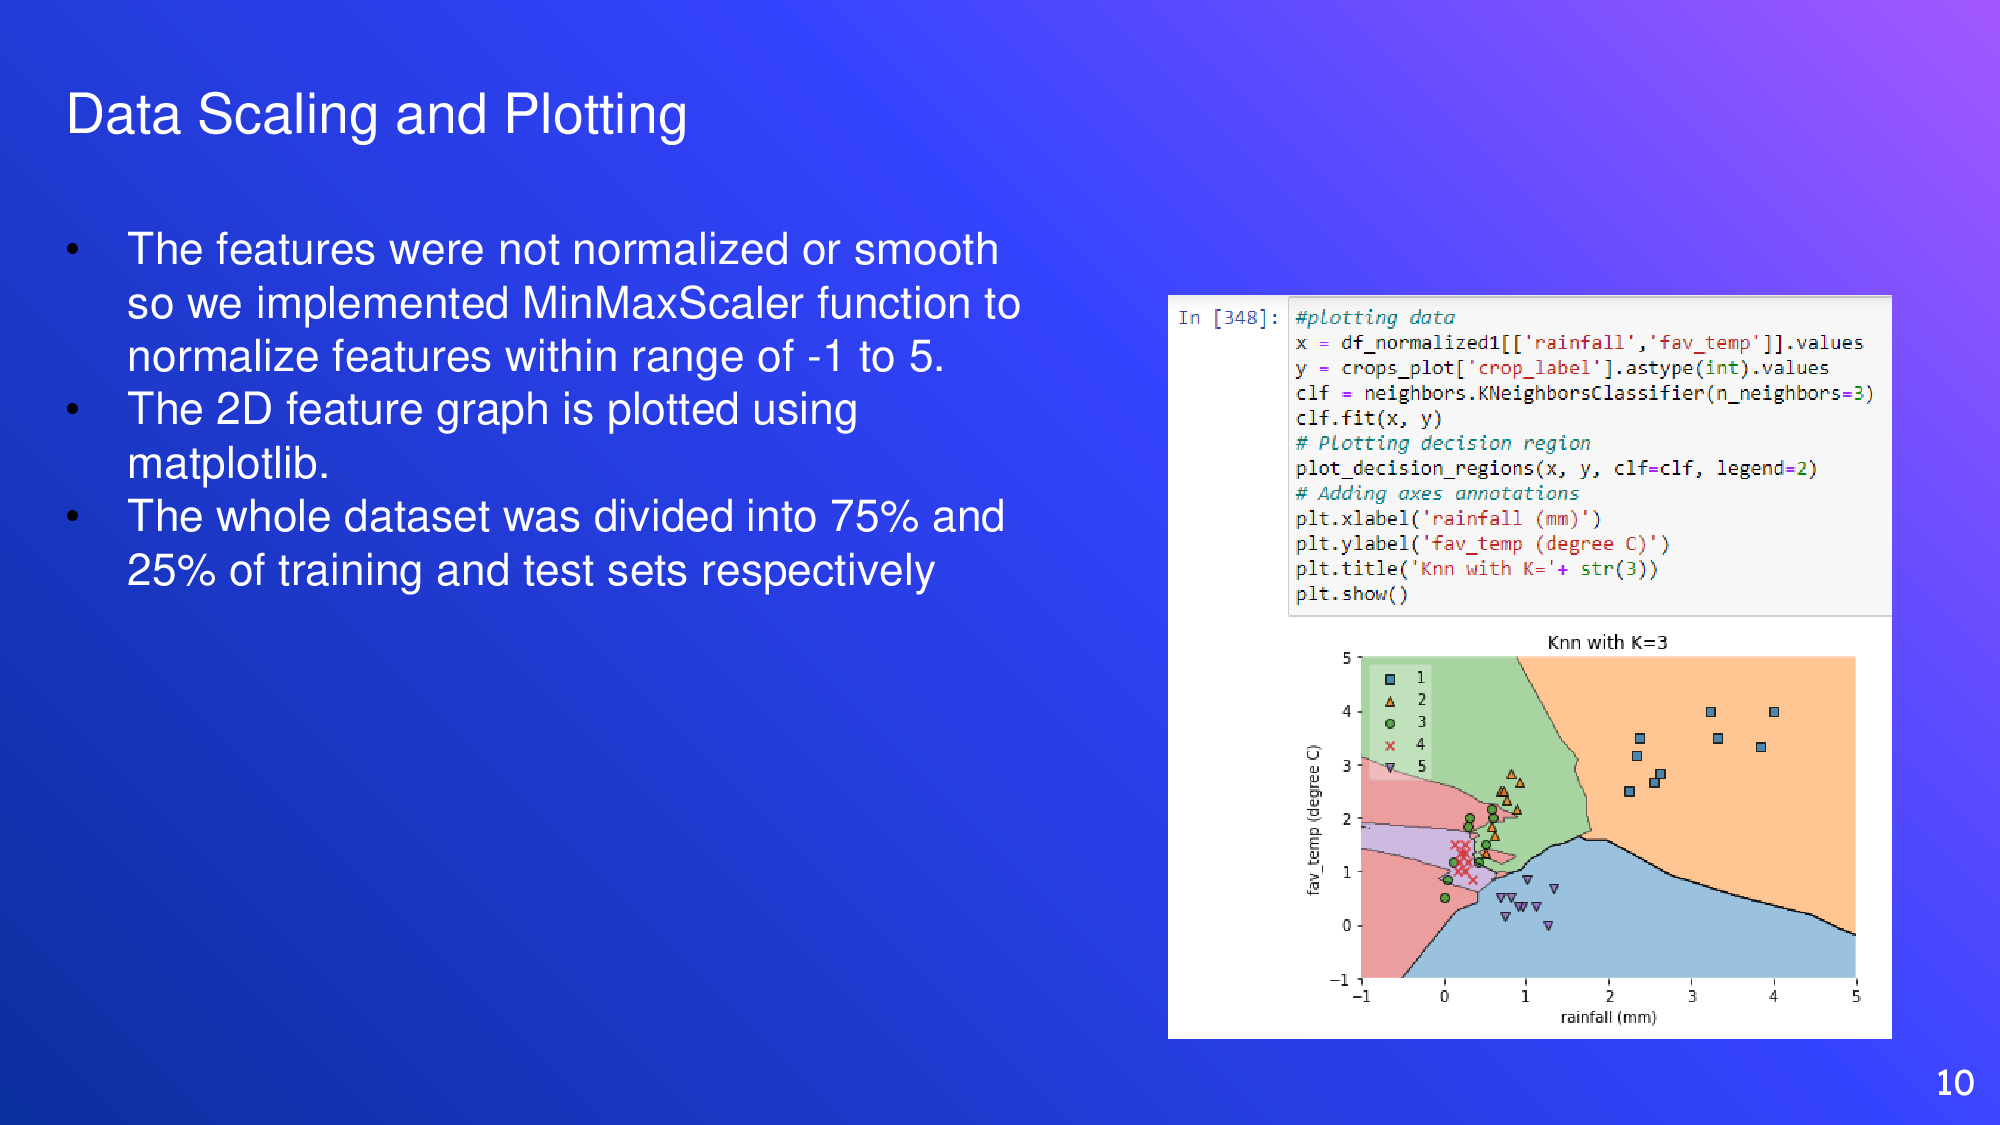 Data Scaling and Plotting
• The features were not normalized or smooth
so we implemented MinMaxScaler function to
normalize features within range of -1 to 5.
• The 2D feature graph is plotted using
matplotlib.
• The whole dataset was divided into 75% and
25% of training and test sets respectively
In [348]: #plotting data
x = df_normalized1[['rainfall','fav_temp']].values
y = crops_plot['crop_label'].astype(int).values
clf = neighbors.KNeighborsClassifier(n_neighbors=3)
clf.fit(x, y)
# Plotting decision region
plot_decision_regions(x, y, clf=clf, legend=2)
# Adding axes annotations
plt.xlabel('rainfall (mm)')
plt.ylabel('fav_temp (degree C)')
plt.title('Knn with K='+ str(3))
plt.show()
Knn with K=3
1
2
3
4
5
fav_temp (degree C)
5
4
3
2
1
0
−1
−1 0 1 2 3 4 5
rainfall (mm)
10